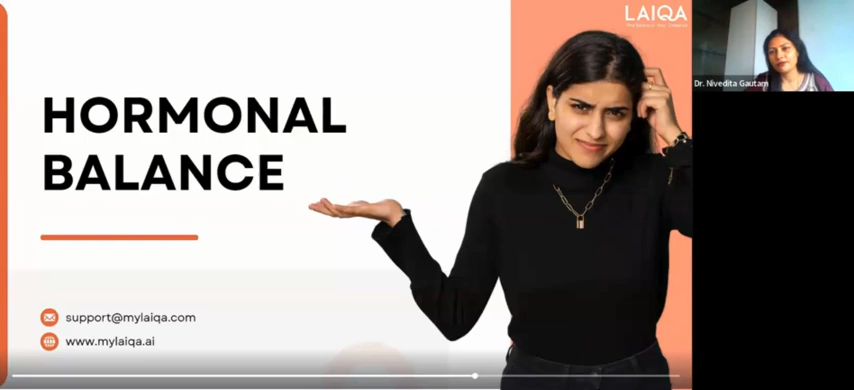 LAIQA
HORMONAL
BALANCE
support@mylaiqa.com
www.mylaiqa.ai
Dr. Nivedita Gautam